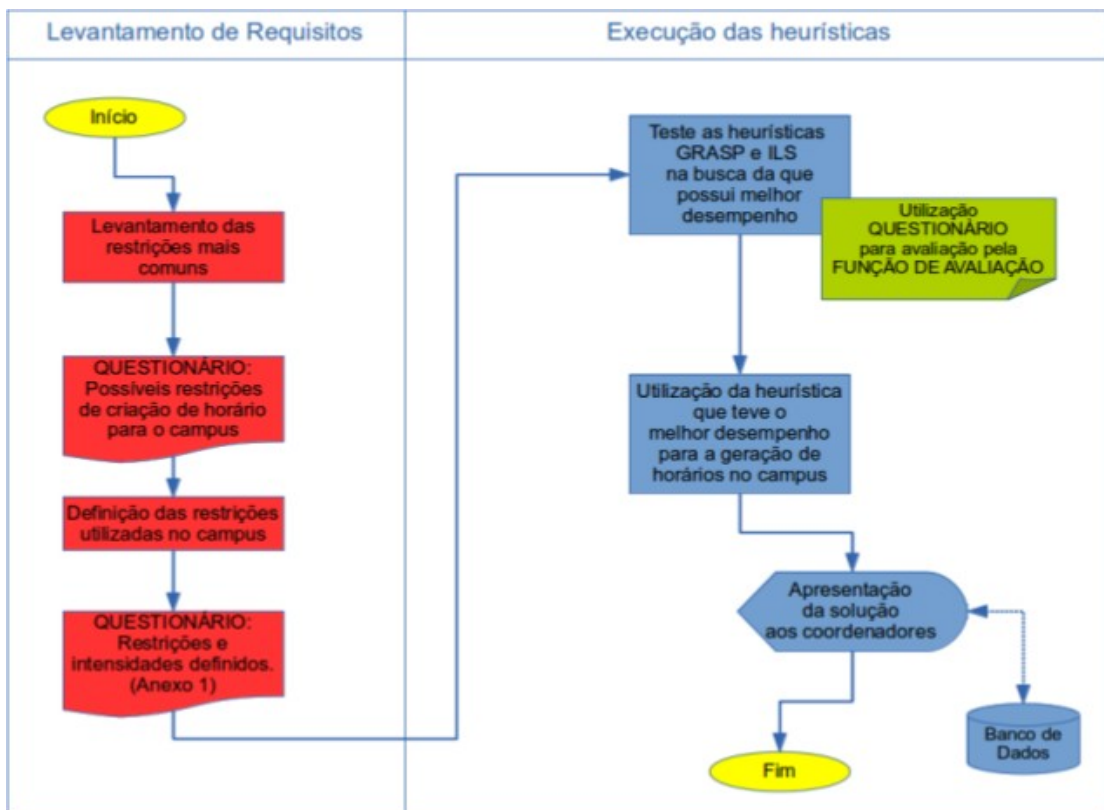 Levantamento de Requisitos
Execução das heurísticas
Início
Levantamento das
restrições mais
comuns
QUESTIONÁRIO:
Possíveis restrições
de criação de horário
para o campus
Definição das restrições
utilizadas no campus
QUESTIONÁRIO:
Restrições e
intensidades definidos.
(Anexo 1)
Teste as heurísticas
GRASP e ILS
na busca da que
possui melhor
desempenho
Utilização
QUESTIONÁRIO
para avaliação pela
FUNÇÃO DE AVALIAÇÃO
Utilização da heurística
que teve o
melhor desempenho
para a geração de
horários no campus
Apresentação
da solução
aos coordenadores
Banco de
Dados
Fim